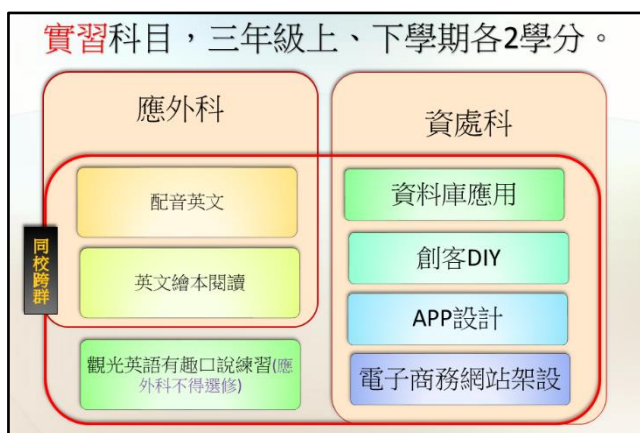 實習科目，三年級上、下學期各2學分。
應外科
配音英文
英文繪本閱讀
觀光英語有趣口說練習(應
外科不得選修)
資處科
資料庫應用
創客DIY
APP設計
電子商務網站架設
同校跨群